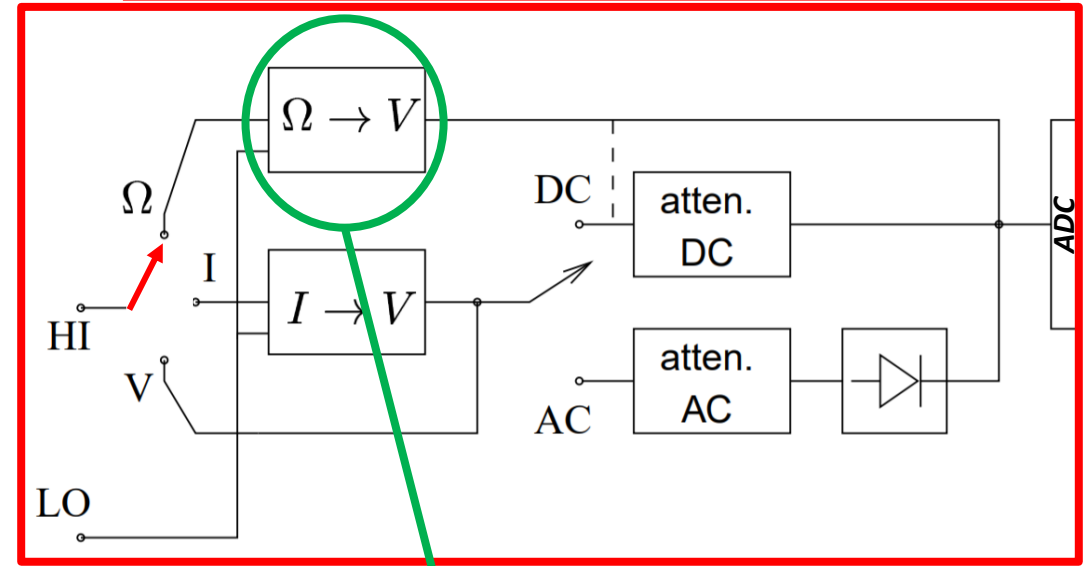 Ω → V
Ω
DC
atten.
DC
ADC
I
I → V
HI
V
atten.
AC
AC
LO